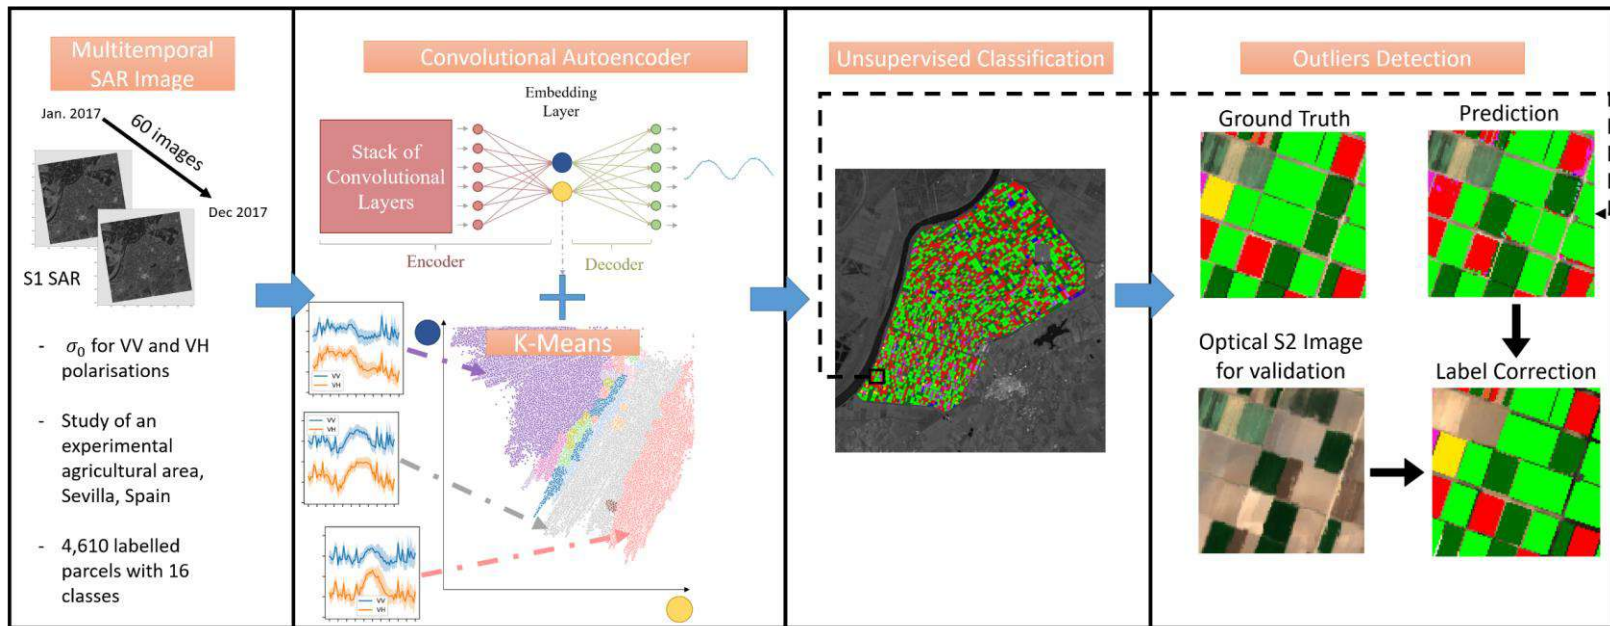 Multitemporal
SAR Image
Jan. 2017
60 images
Dec 2017
S1 SAR
- σ0 for VV and VH
polarisations
- Study of an
experimental
agricultural area,
Sevilla, Spain
- 4,610 labelled
parcels with 16
classes
Convolutional Autoencoder
Embedding
Layer
Stack of
Convolutional
Layers
Encoder
Decoder
K-Means
VV
VH
VV
VH
VV
VH
Unsupervised Classification
Outliers Detection
Ground Truth
Prediction
Optical S2 Image
for validation
Label Correction